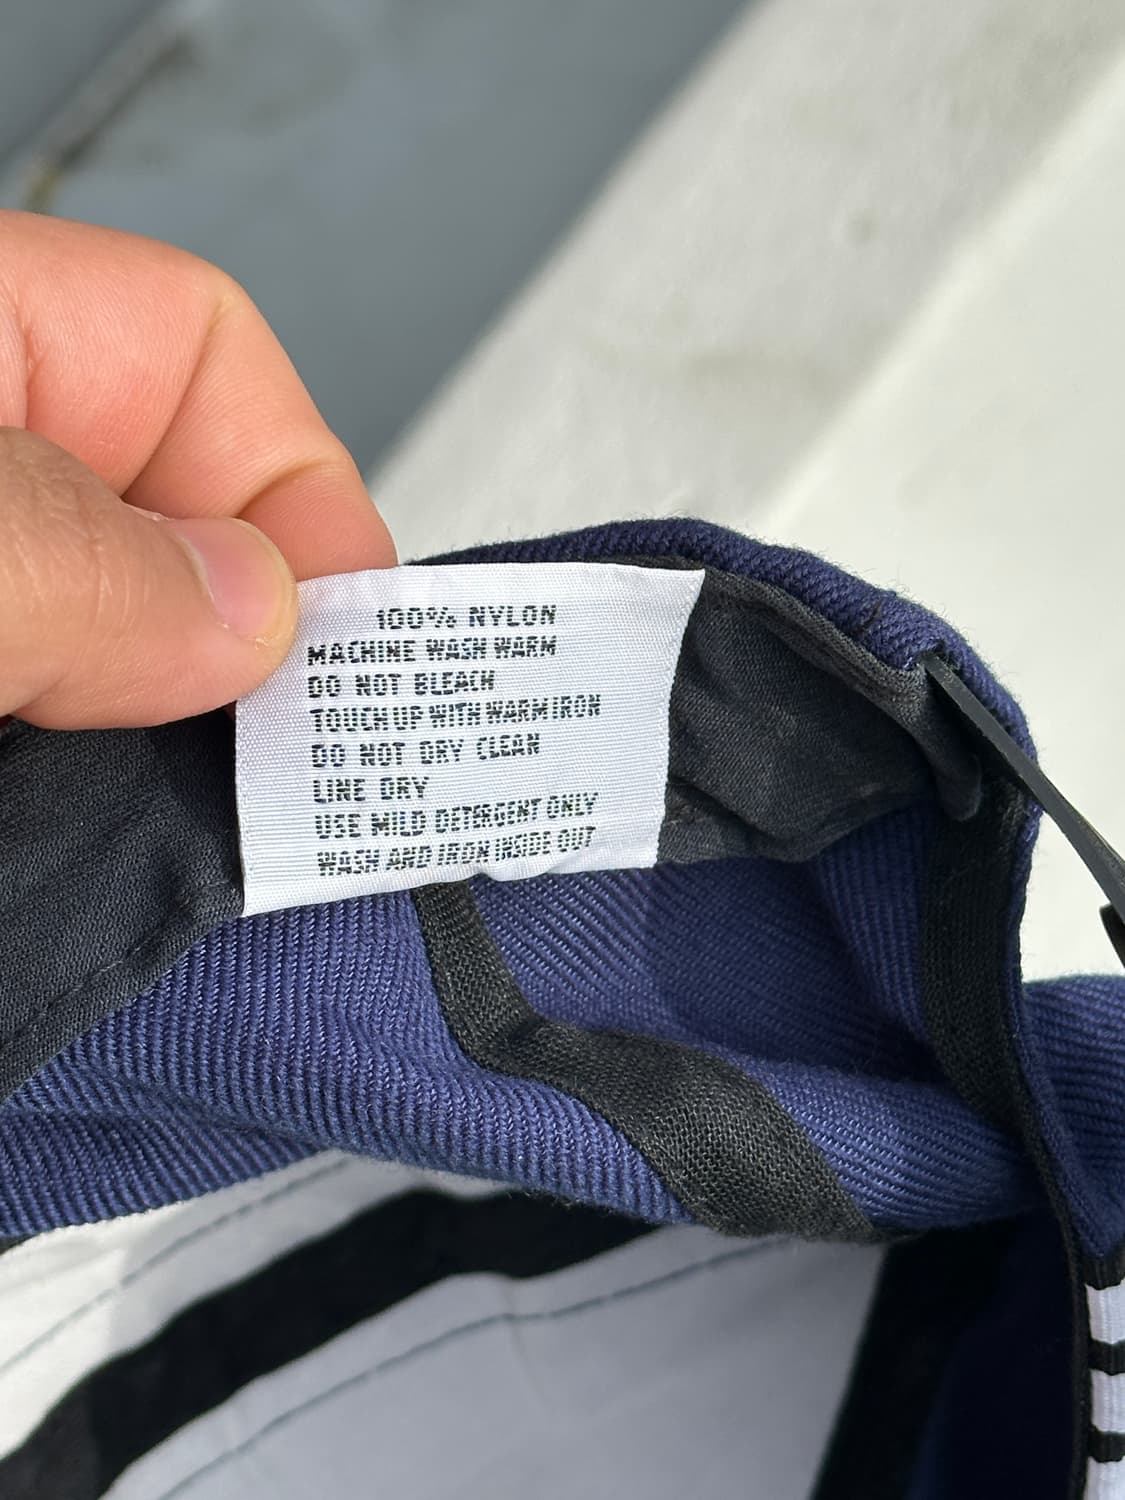 100% NYLON
MACHINE WASH WARM
DO NOT BLEACH
TOUCH UP WITH WARM IRON
DO NOT DRY CLEAN
LINE DRY
USE MILD DETERGENT ONLY
WASH AND IRON INSIDE OUT